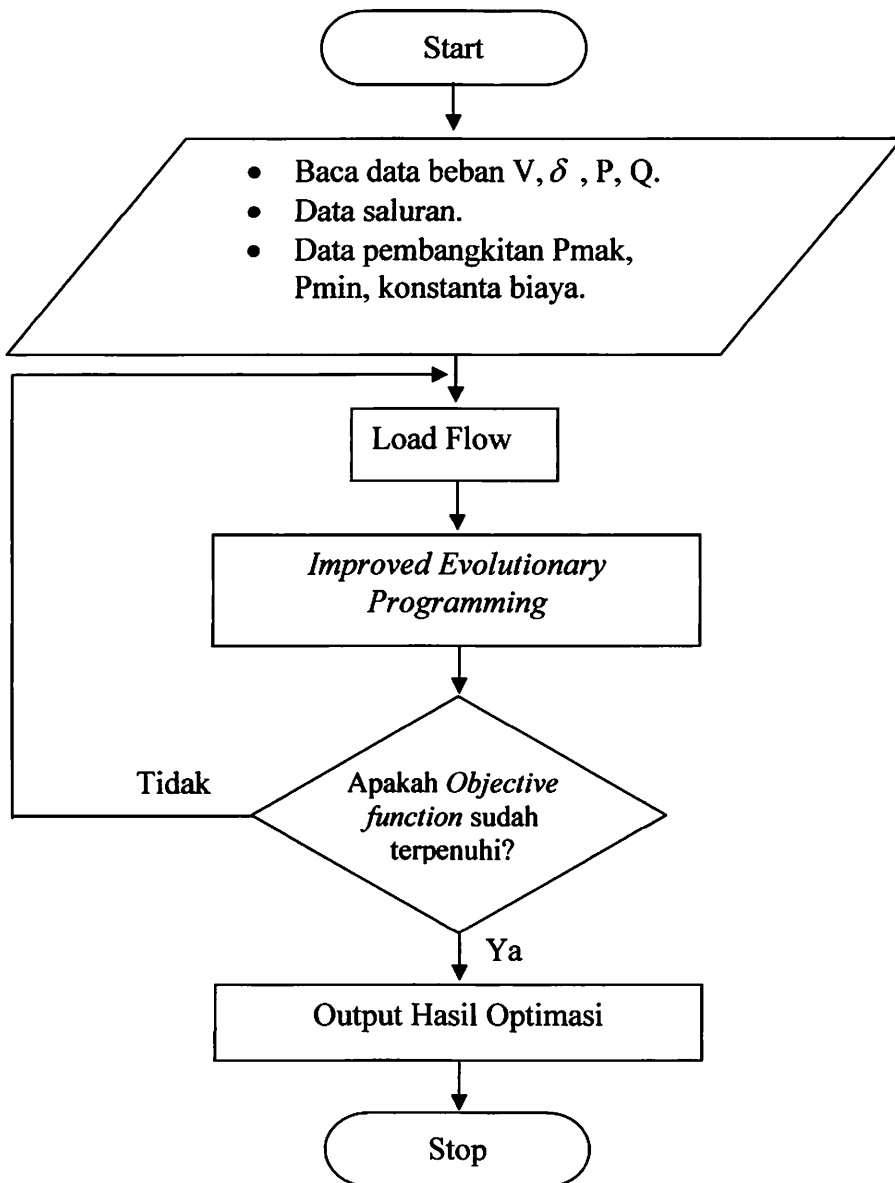 Start
• Baca data beban V, δ , P, Q.
• Data saluran.
• Data pembangkitan Pmak,
Pmin, konstanta biaya.
Load Flow
Improved Evolutionary
Programming
Tidak
Apakah Objective
function sudah
terpenuhi?
Ya
Output Hasil Optimasi
Stop